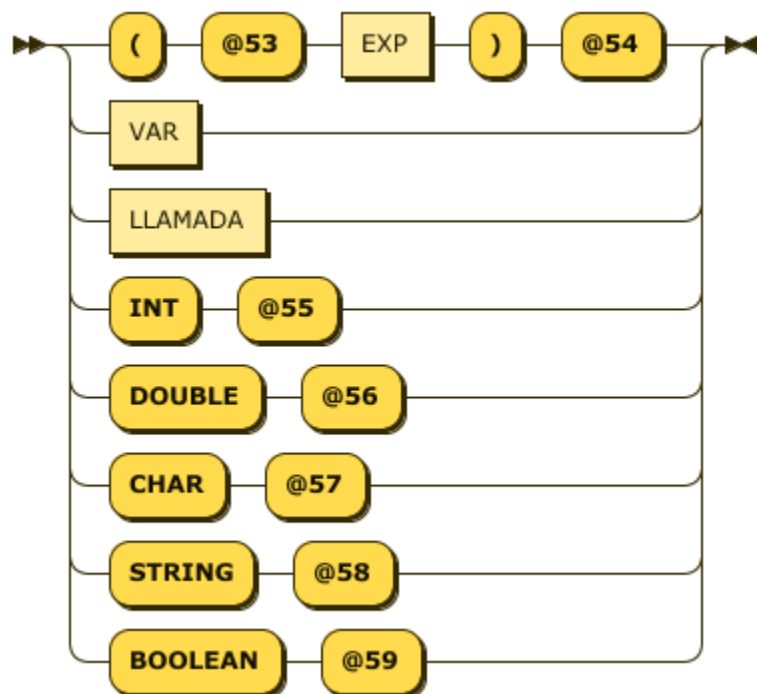 ( @53 EXP ) @54
VAR
LLAMADA
INT @55
DOUBLE @56
CHAR @57
STRING @58
BOOLEAN @59